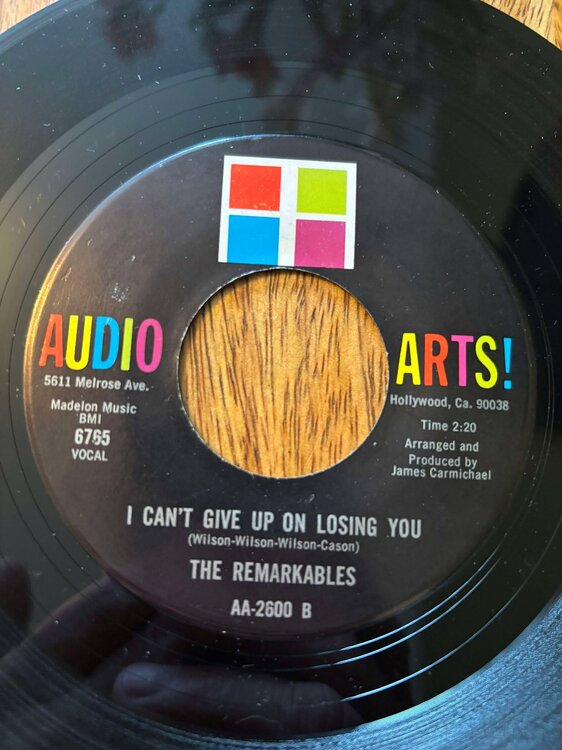 AUDIO
5611 Melrose Ave.
Madelon Music
BMI
6765
VOCAL
ARTS!
Hollywood, Ca. 90038
Time 2:20
Arranged and
Produced by
James Carmichael
I CAN'T GIVE UP ON LOSING YOU
(Wilson-Wilson-Wilson-Cason)
THE REMARKABLES
AA-2600 B